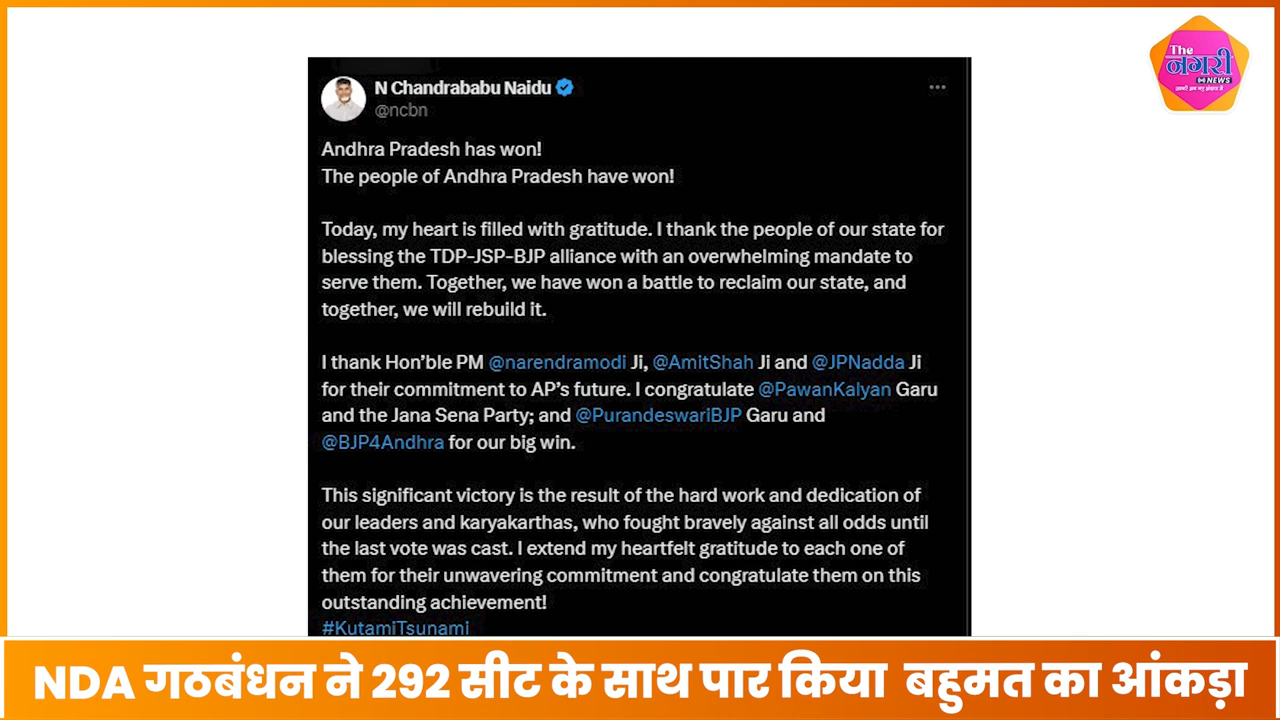 The
नगरी
NEWS
N Chandrababu Naidu
@ncbn
Andhra Pradesh has won!
The people of Andhra Pradesh have won!
Today, my heart is filled with gratitude. I thank the people of our state for
blessing the TDP-JSP-BJP alliance with an overwhelming mandate to
serve them. Together, we have won a battle to reclaim our state, and
together, we will rebuild it.
I thank Hon’ble PM @narendramodi Ji, @AmitShah Ji and @JPNadda Ji
for their commitment to AP’s future. I congratulate @PawanKalyan Garu
and the Jana Sena Party; and @PurandeswariBJP Garu and
@BJP4Andhra for our big win.
This significant victory is the result of the hard work and dedication of
our leaders and karyakarthas, who fought bravely against all odds until
the last vote was cast. I extend my heartfelt gratitude to each one of
them for their unwavering commitment and congratulate them on this
outstanding achievement!
#KutamiTsunami
NDA गठबंधन ने 292 सीट के साथ पार किया बहुमत का आंकड़ा